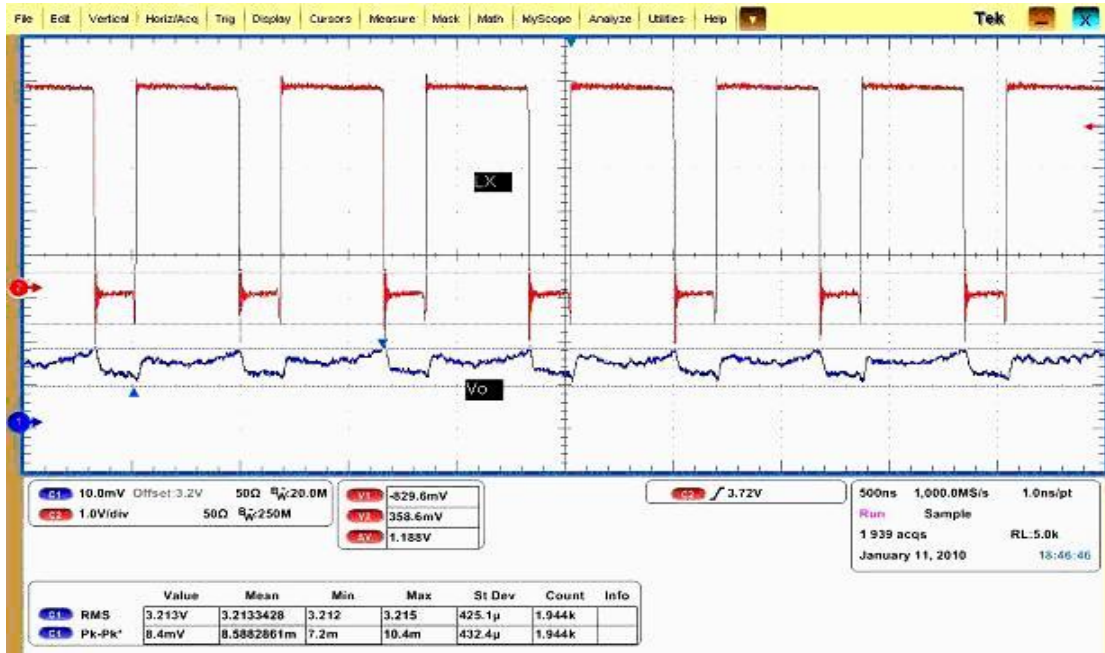 File Edit Vertical Horiz/Acq Trig Display Cursors Measure Mask Math MyScope Analyze Utilities Help Tek X
LX
2
Vo
1
C1 10.0mV Offset:3.2V 50Ω BW:20.0M
C2 1.0V/div 50Ω BW:250M
V1 -829.6mV
V2 358.6mV
ΔV 1.188V
C2 3.72V
500ns 1,000.0MS/s 1.0ns/pt
Run Sample
1 939 acqs RL:5.0k
January 11, 2010 18:46:46
Value Mean Min Max St Dev Count Info
C1 RMS 3.213V 3.2133428 3.212 3.215 425.1µ 1.944k
C1 Pk-Pk* 8.4mV 8.5882861m 7.2m 10.4m 432.4µ 1.944k